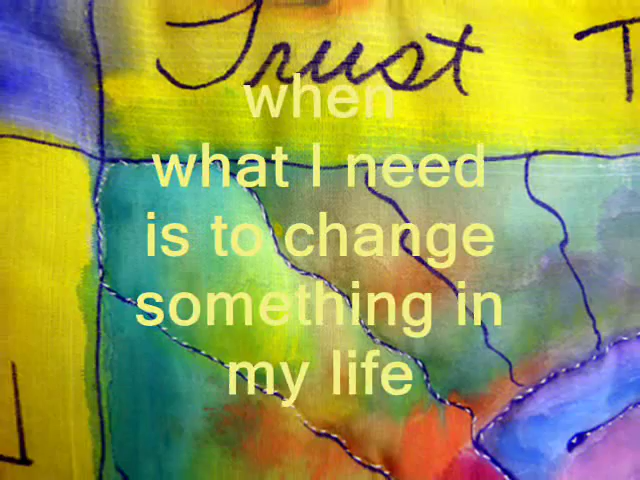 Trust T
when
what I need
is to change
something in
my life